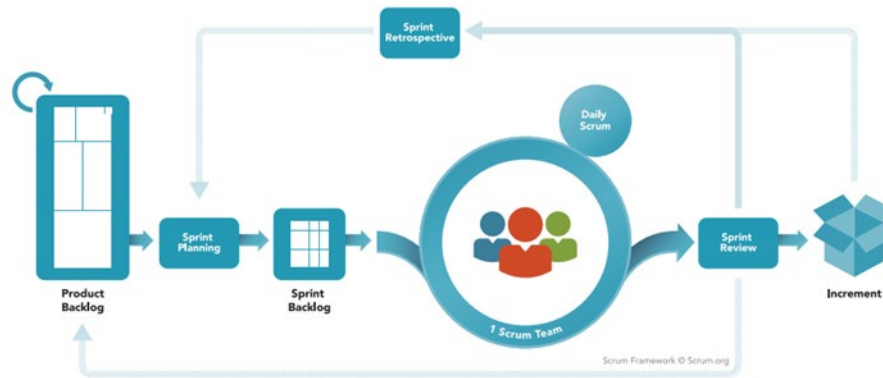 Sprint
Retrospective
Daily
Scrum
Sprint
Planning
Sprint
Review
Product
Backlog
Sprint
Backlog
Increment
1 Scrum Team
Scrum Framework © Scrum.org